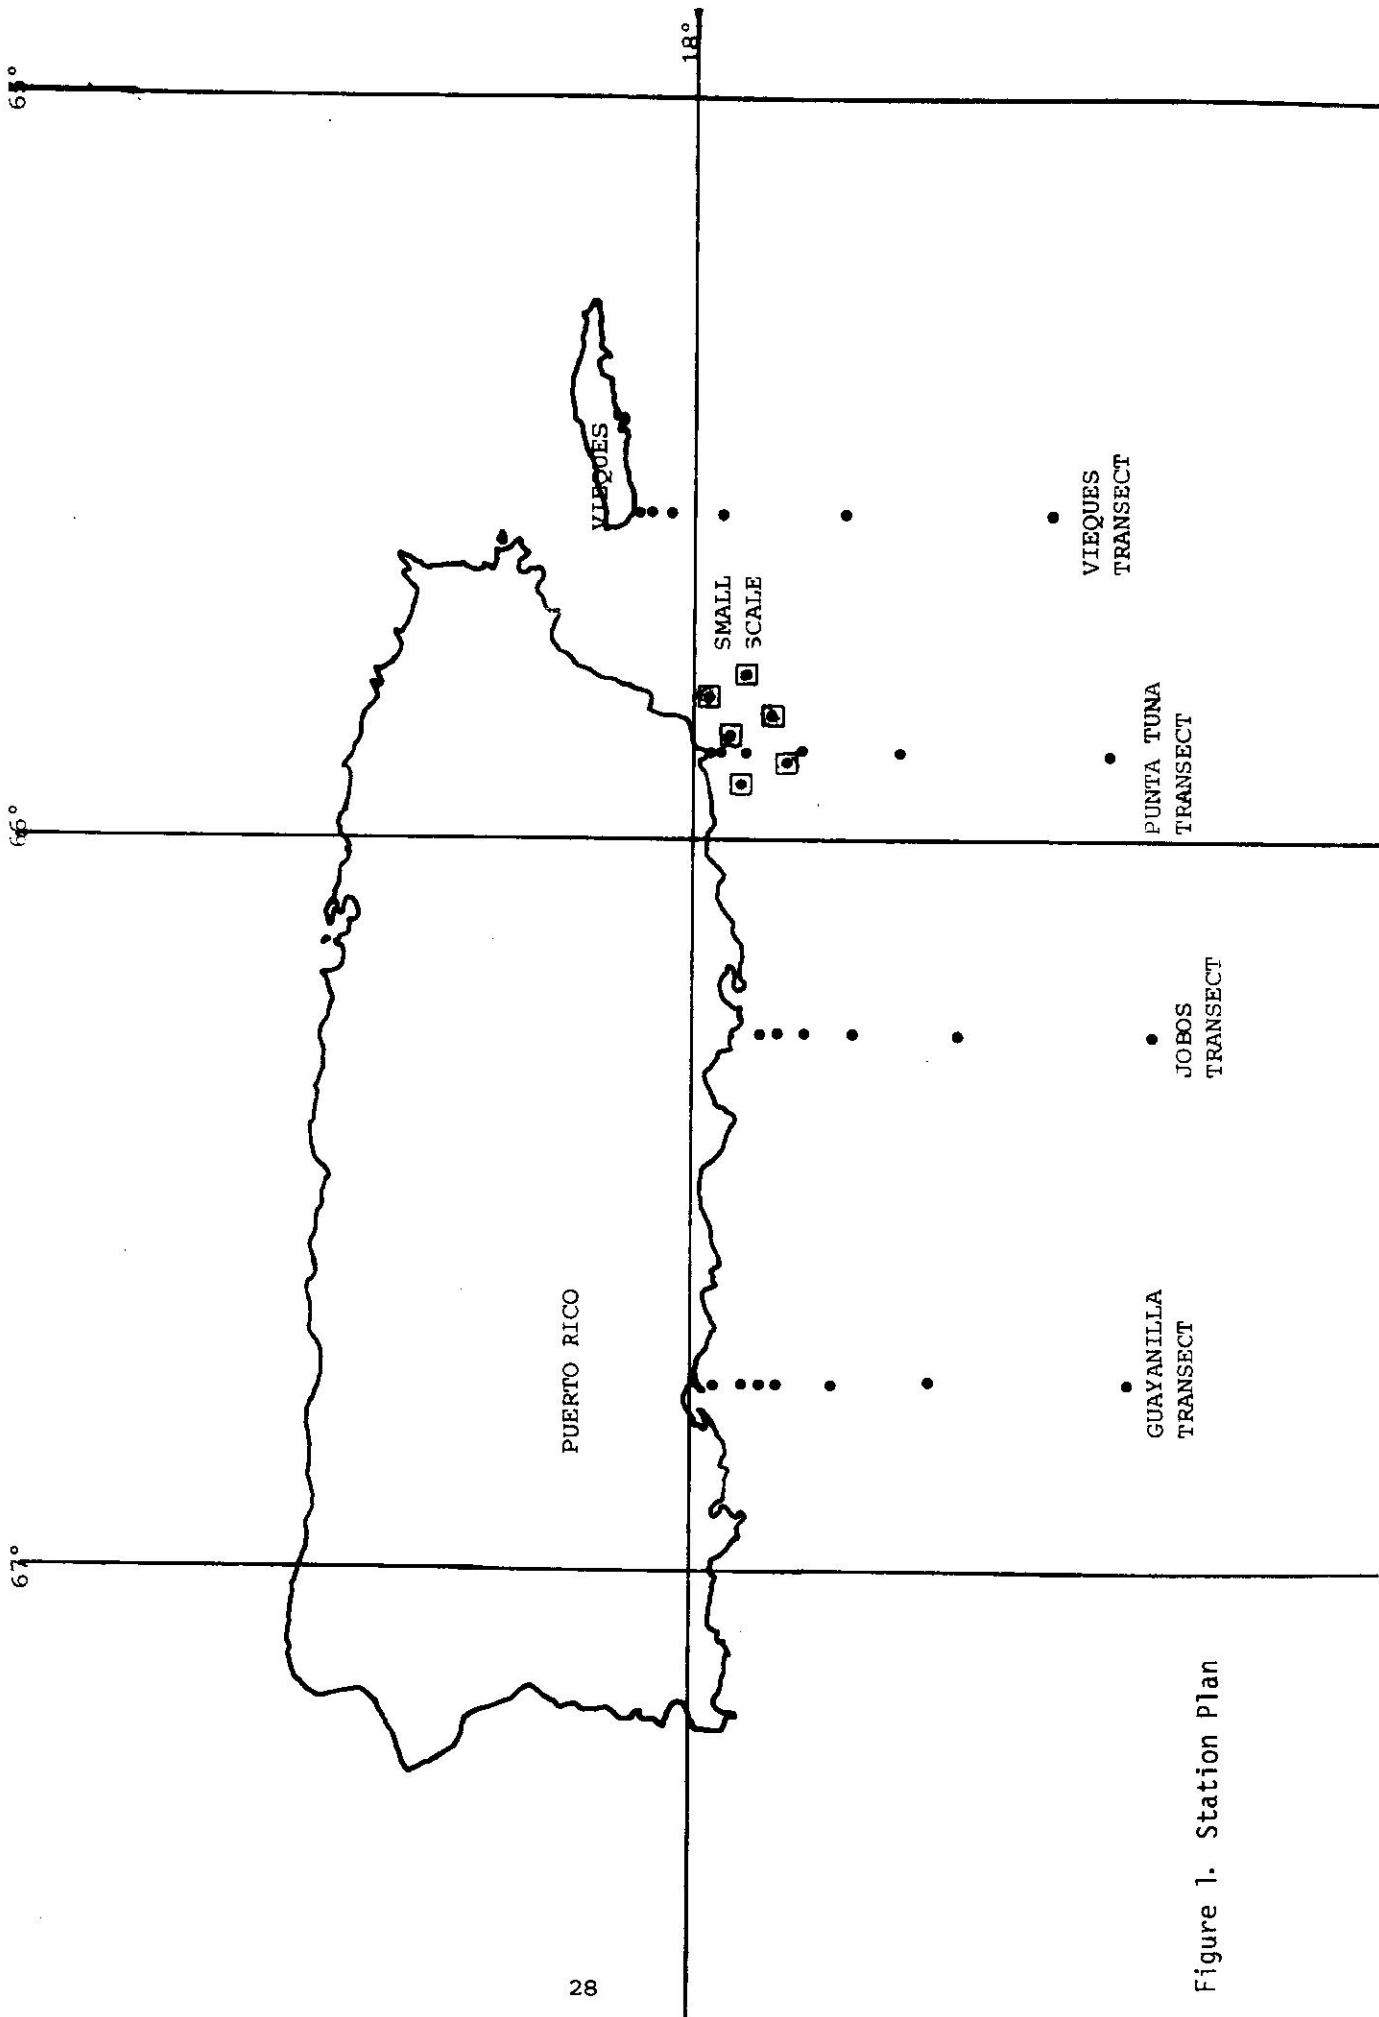 67°
66°
65°
18°
PUERTO RICO
VIEQUES
SMALL
SCALE
GUAYANILLA
TRANSECT
JOBOS
TRANSECT
PUNTA TUNA
TRANSECT
VIEQUES
TRANSECT
Figure 1. Station Plan
28